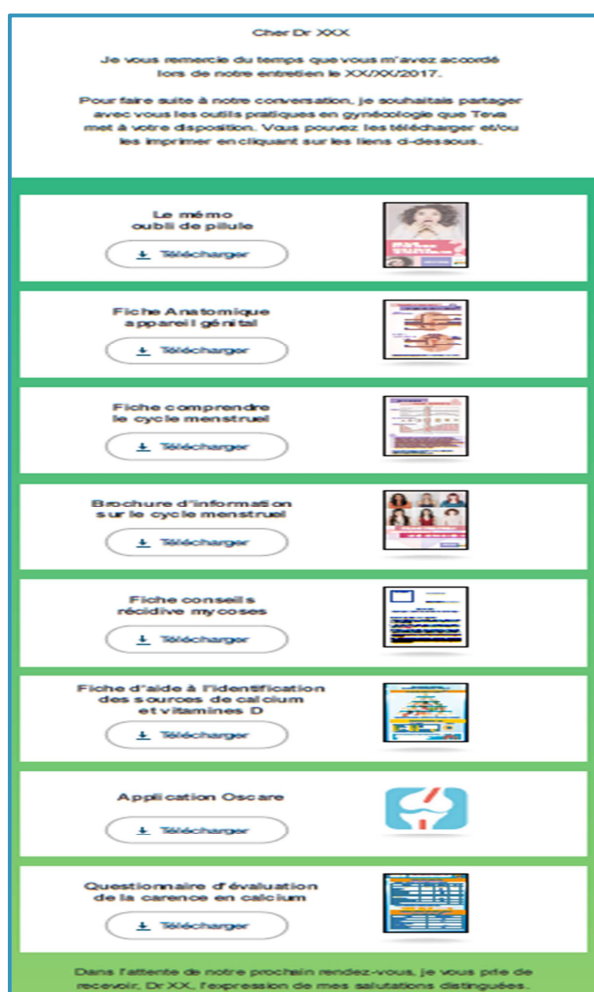 Cher Dr XXX
Je vous remercie du temps que vous m'avez accordé
lors de notre entretien le XX/XX/2017.
Pour faire suite à notre conversation, je souhaitais partager
avec vous les outils pratiques en gynécologie que Teva
met à votre disposition. Vous pouvez les télécharger et/ou
les imprimer en cliquant sur les liens ci-dessous.
Le mémo
oubli de pilule
Télécharger
Fiche Anatomique
appareil génital
Télécharger
Fiche comprendre
le cycle menstruel
Télécharger
Brochure d'information
sur le cycle menstruel
Télécharger
Fiche conseils
récidive mycoses
Télécharger
Fiche d'aide à l'identification
des sources de calcium
et vitamines D
Télécharger
Application Oscare
Télécharger
Questionnaire d'évaluation
de la carence en calcium
Télécharger
Dans l'attente de notre prochain rendez-vous, je vous prie de
recevoir, Dr XX, l'expression de mes salutations distinguées.